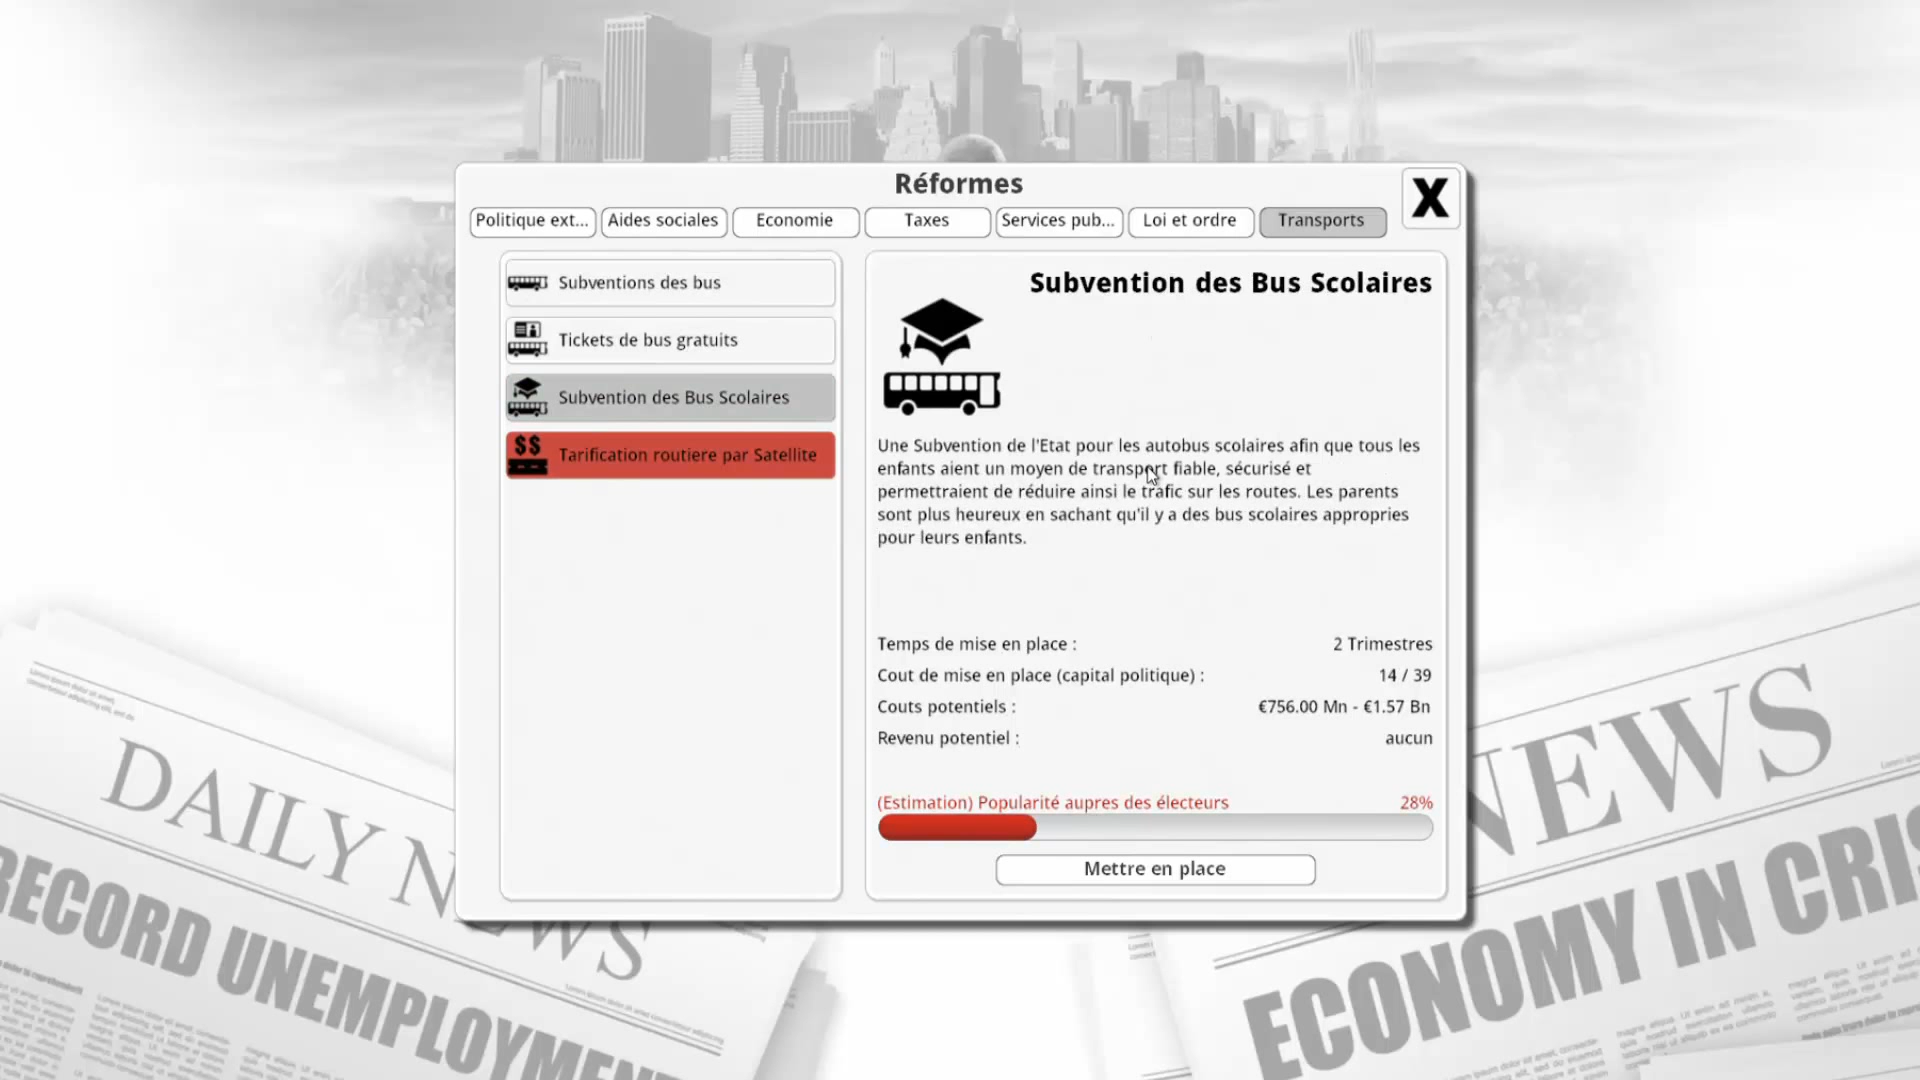 Réformes
X
Politique ext...
Aides sociales
Economie
Taxes
Services pub...
Loi et ordre
Transports
Subventions des bus
Tickets de bus gratuits
Subvention des Bus Scolaires
$$
Tarification routiere par Satellite
Subvention des Bus Scolaires
Une Subvention de l'Etat pour les autobus scolaires afin que tous les
enfants aient un moyen de transport fiable, sécurisé et
permettraient de réduire ainsi le trafic sur les routes. Les parents
sont plus heureux en sachant qu'il y a des bus scolaires appropries
pour leurs enfants.
Temps de mise en place : 2 Trimestres
Cout de mise en place (capital politique) : 14 / 39
Couts potentiels : €756.00 Mn - €1.57 Bn
Revenu potentiel : aucun
(Estimation) Popularité aupres des électeurs 28%
Mettre en place
DAILY NEWS
RECORD UNEMPLOYMEN
NEWS
ECONOMY IN CRIS